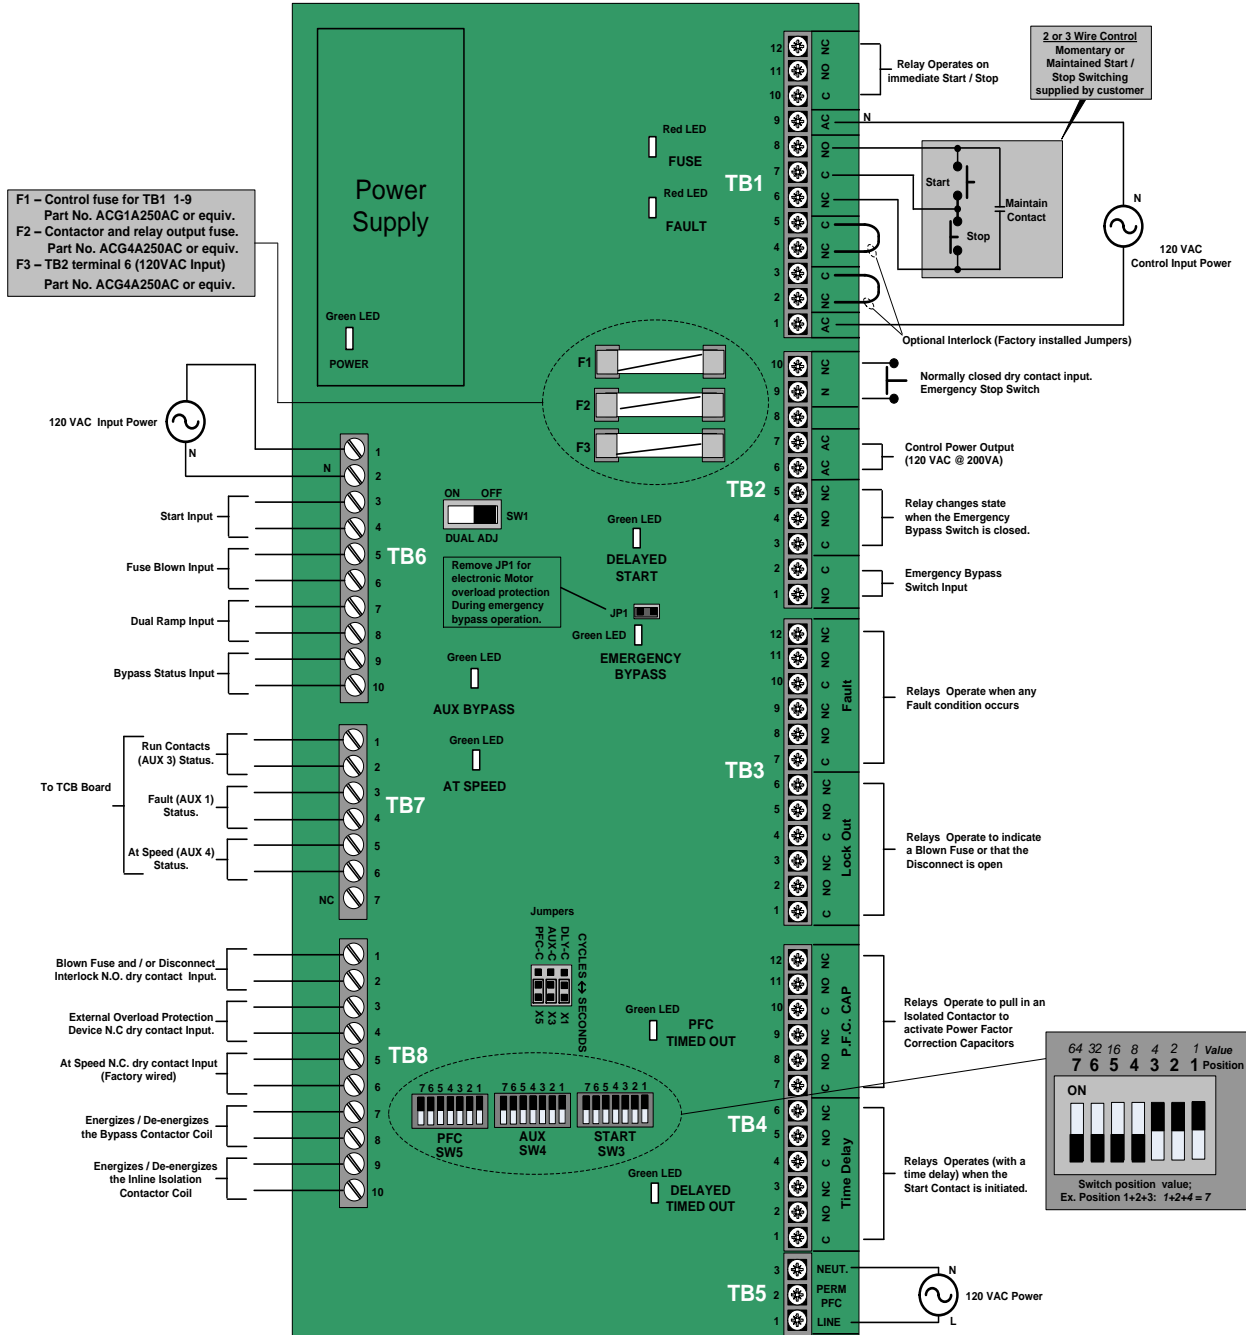 F1 – Control fuse for TB1  1-9
Part No. ACG1A250AC or equiv.
F2 – Contactor and relay output fuse.
Part No. ACG4A250AC or equiv.
F3 – TB2 terminal 6 (120VAC Input)
Part No. ACG4A250AC or equiv.
Power
Supply
Green LED
POWER
Red LED
FUSE
Red LED
FAULT
F1
F2
F3
TB1
12 NC
11 NO
10 C
9 AC
8 NO
7 C
6 NC
5 C
4 NC
3 C
2 NC
1 AC
Relay Operates on
immediate Start / Stop
2 or 3 Wire Control
Momentary or
Maintained Start /
Stop Switching
supplied by customer
N
Start
Stop
Maintain
Contact
N
120 VAC
Control Input Power
Optional Interlock (Factory installed Jumpers)
TB2
10 NC
9 N
8
7 AC
6 AC
5 NC
4 NO
3 C
2 C
1 NO
Normally closed dry contact input.
Emergency Stop Switch
Control Power Output
(120 VAC @ 200VA)
Relay changes state
when the Emergency
Bypass Switch is closed.
Emergency Bypass
Switch Input
120 VAC  Input Power
N
N
Start Input
Fuse Blown Input
Dual Ramp Input
Bypass Status Input
TB6
1
2
3
4
5
6
7
8
9
10
ON OFF
SW1
DUAL ADJ
Green LED
DELAYED
START
Remove JP1 for
electronic Motor
overload protection
During emergency
bypass operation.
JP1
Green LED
EMERGENCY
BYPASS
Green LED
AUX BYPASS
Green LED
AT SPEED
TB3
12 NC
11 NO
10 C
9 NC
8 NO
7 C
Fault
6 NC
5 NO
4 C
3 NC
2 NO
1 C
Lock Out
Relays Operate when any
Fault condition occurs
Relays Operate to indicate
a Blown Fuse or that the
Disconnect is open
To TCB Board
Run Contacts
(AUX 3) Status.
Fault (AUX 1)
Status.
At Speed (AUX 4)
Status.
NC
TB7
1
2
3
4
5
6
7
Blown Fuse and / or Disconnect
Interlock N.O. dry contact  Input.
External Overload Protection
Device N.C dry contact Input.
At Speed N.C. dry contact Input
(Factory wired)
Energizes / De-energizes
the Bypass Contactor Coil
Energizes / De-energizes
the Inline Isolation
Contactor Coil
TB8
1
2
3
4
5
6
7
8
9
10
Jumpers
PFC-C
AUX-C
DLY-C
X5
X3
X1
CYCLES ↔ SECONDS
Green LED
PFC
TIMED OUT
7 6 5 4 3 2 1
PFC
SW5
7 6 5 4 3 2 1
AUX
SW4
7 6 5 4 3 2 1
START
SW3
Green LED
DELAYED
TIMED OUT
TB4
12 NC
11 NO
10 C
9 NC
8 NO
7 C
P.F.C. CAP
6 NC
5 NO
4 C
3 NC
2 NO
1 C
Time Delay
Relays Operate to pull in an
Isolated Contactor to
activate Power Factor
Correction Capacitors
Relays Operates (with a
time delay) when the
Start Contact is initiated.
64 32 16 8 4 2 1 Value
7 6 5 4 3 2 1 Position
ON
Switch position  value;
Ex. Position 1+2+3:  1+2+4 = 7
TB5
3 NEUT.
2 PERM
PFC
1 LINE
N
L
120 VAC Power